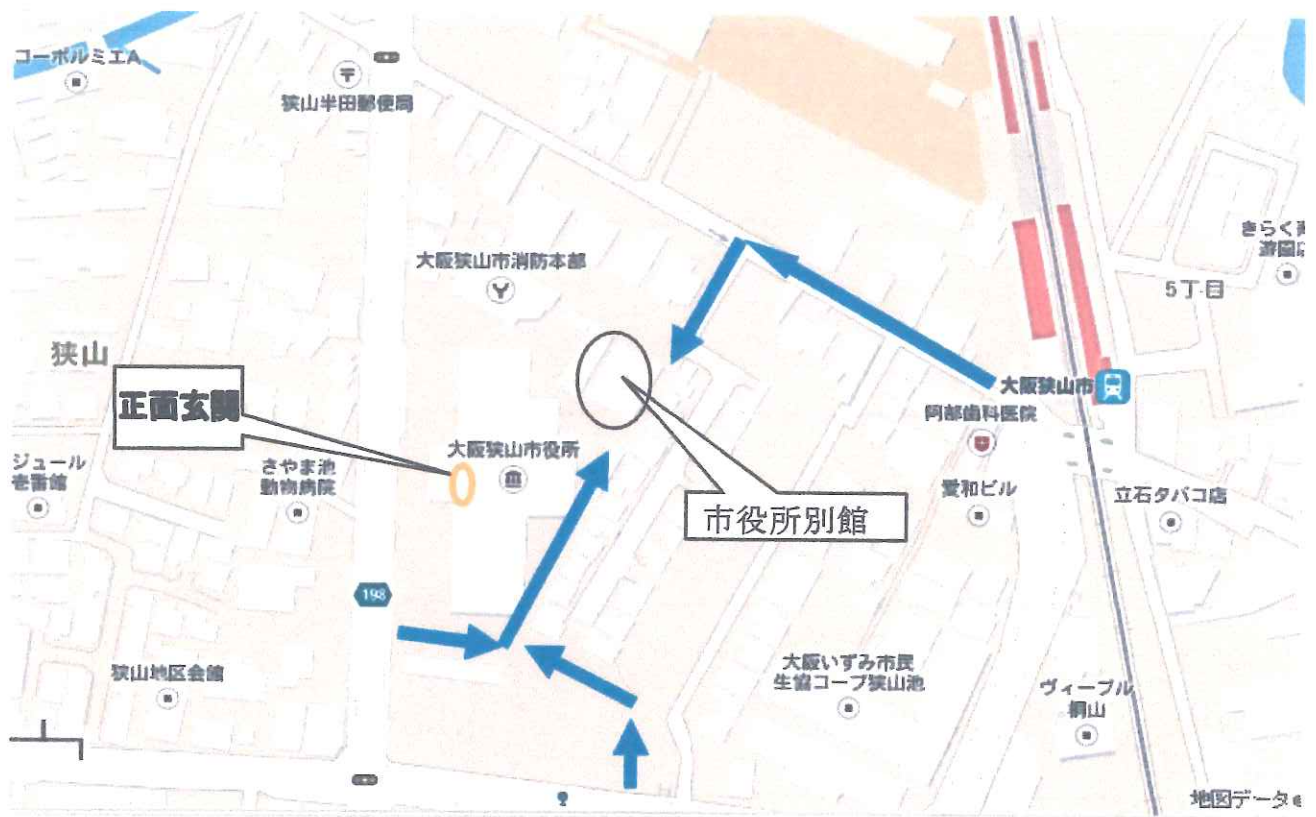 コーポルミエA
狭山半田郵便局
大阪狭山市消防本部
5丁目
狭山
正面玄関
大阪狭山市
阿部歯科医院
大阪狭山市役所
さやま池
動物病院
ジュール
壱番館
市役所別館
愛和ビル
立石タバコ店
198
狭山地区会館
大阪いずみ市民
生協コープ狭山池
ヴィーブル
桐山
地図データ